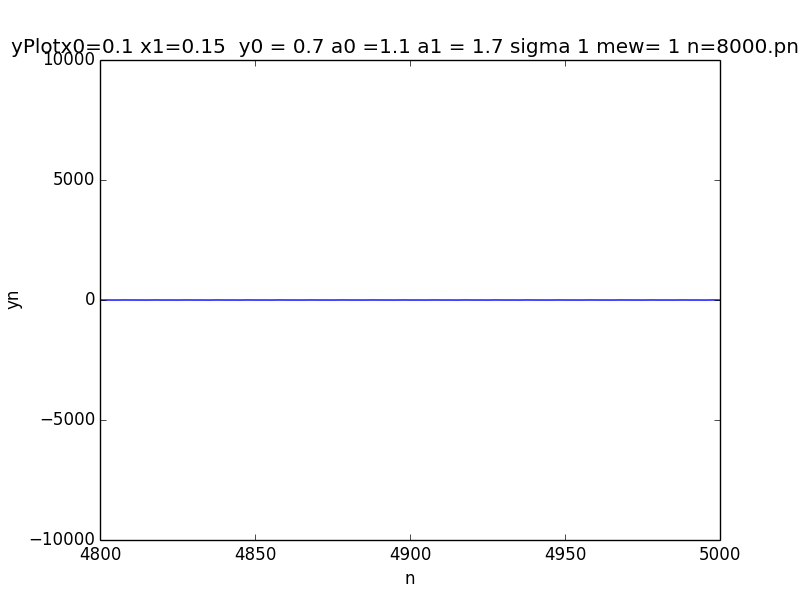 yPlotx0=0.1 x1=0.15  y0 = 0.7 a0 =1.1 a1 = 1.7 sigma 1 mew= 1 n=8000.pn
10000
5000
0
−5000
−10000
yn
4800 4850 4900 4950 5000
n